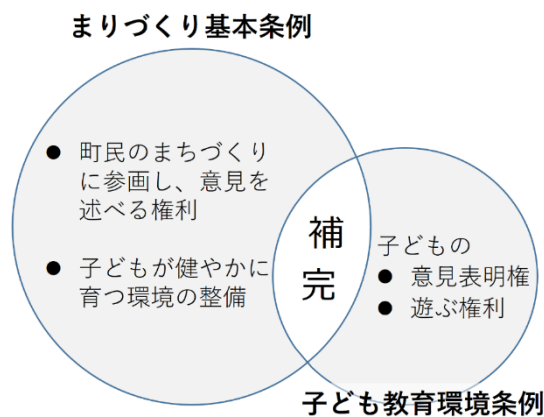 まりづくり基本条例
● 町民のまちづくり
に参画し、意見を
述べる権利
● 子どもが健やかに
育つ環境の整備
補
完
子どもの
● 意見表明権
● 遊ぶ権利
子ども教育環境条例